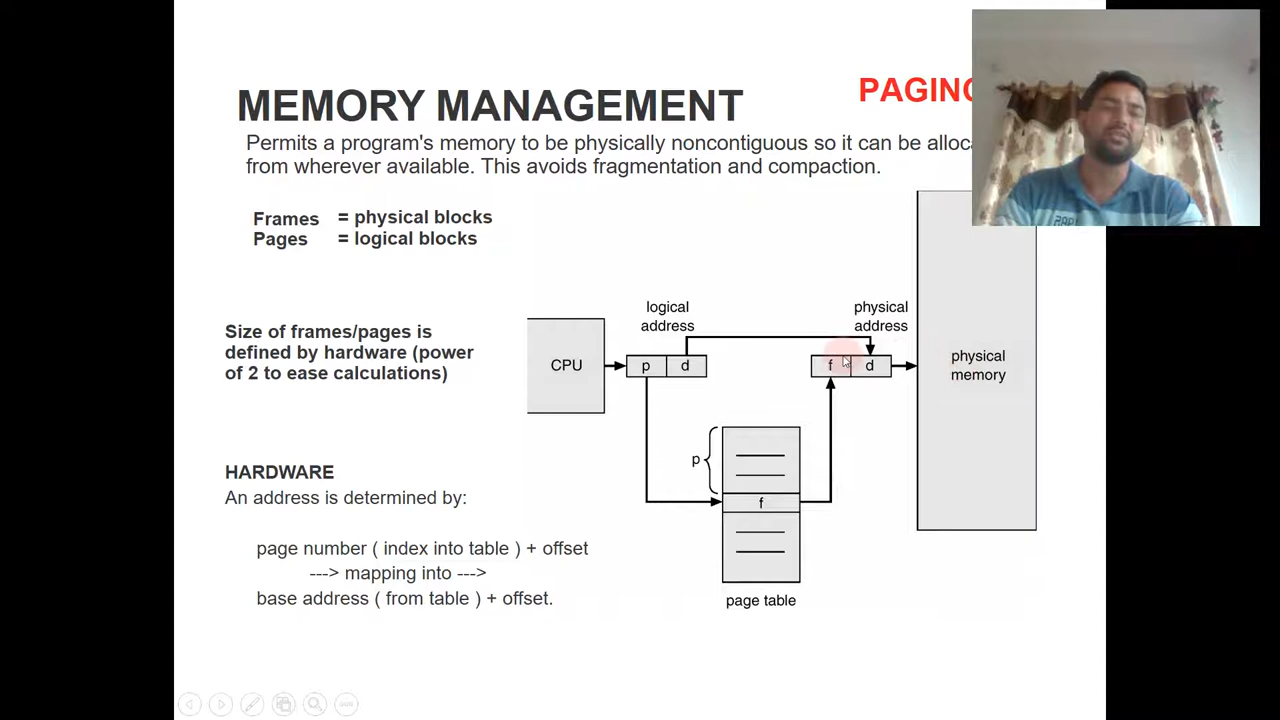 MEMORY MANAGEMENT
PAGING
Permits a program's memory to be physically noncontiguous so it can be
from wherever available. This avoids fragmentation and compaction.
Frames = physical blocks
Pages = logical blocks
Size of frames/pages is
defined by hardware (power
of 2 to ease calculations)
logical
address
physical
address
CPU
p d
f d
physical
memory
p
f
page table
HARDWARE
An address is determined by:
page number ( index into table ) + offset
---> mapping into --->
base address ( from table ) + offset.